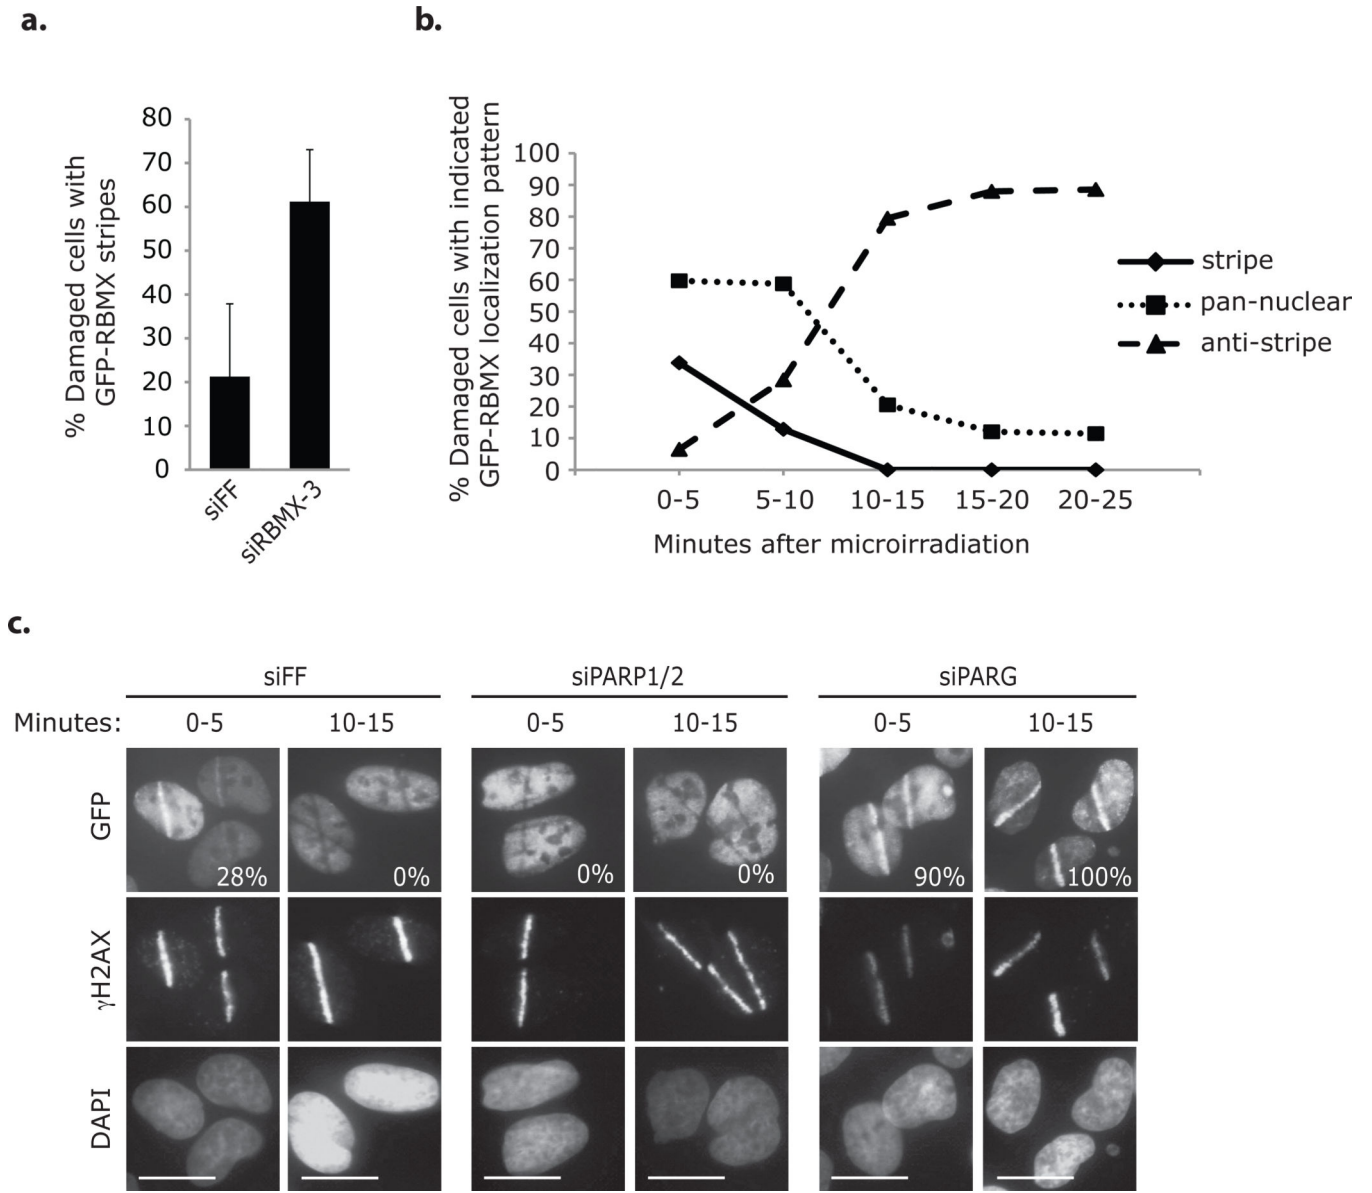 a.
b.
% Damaged cells with
GFP-RBMX stripes
80
70
60
50
40
30
20
10
0
siFF
siRBMX-3
% Damaged cells with indicated
GFP-RBMX localization pattern
100
90
80
70
60
50
40
30
20
10
0
0-5 5-10 10-15 15-20 20-25
Minutes after microirradiation
stripe
pan-nuclear
anti-stripe
c.
siFF siPARP1/2 siPARG
Minutes: 0-5 10-15 0-5 10-15 0-5 10-15
GFP
28% 0% 0% 0% 90% 100%
γH2AX
DAPI